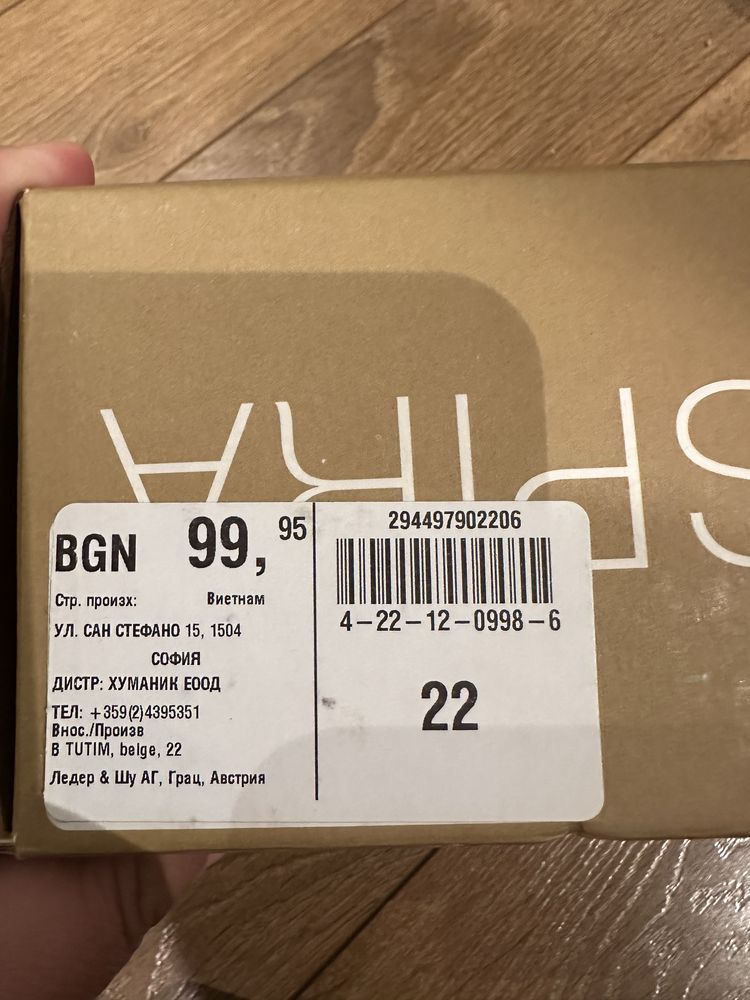 SPIRA
BGN 99,95
Стр. произх: Виетнам
УЛ. САН СТЕФАНО 15, 1504
СОФИЯ
ДИСТР: ХУМАНИК ЕООД
ТЕЛ: +359(2)4395351
Внос./Произв
B TUTIM, beige, 22
Ледер & Шу АГ, Грац, Австрия
294497902206
4-22-12-0998-6
22